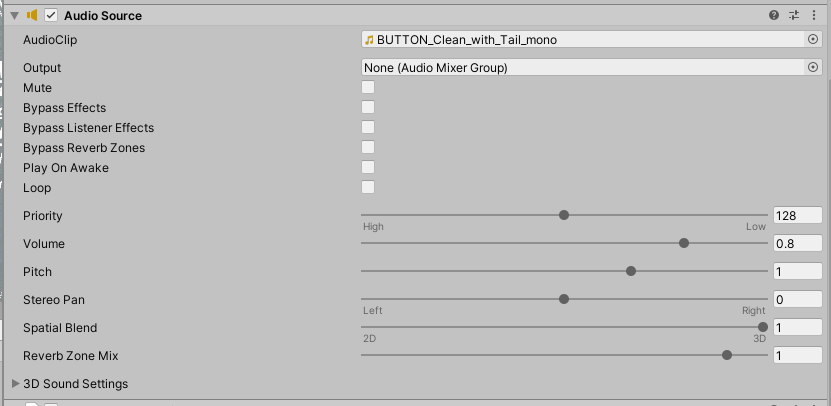 Audio Source
AudioClip BUTTON_Clean_with_Tail_mono
Output None (Audio Mixer Group)
Mute
Bypass Effects
Bypass Listener Effects
Bypass Reverb Zones
Play On Awake
Loop
Priority 128
High Low
Volume 0.8
Pitch 1
Stereo Pan 0
Left Right
Spatial Blend 1
2D 3D
Reverb Zone Mix 1
3D Sound Settings